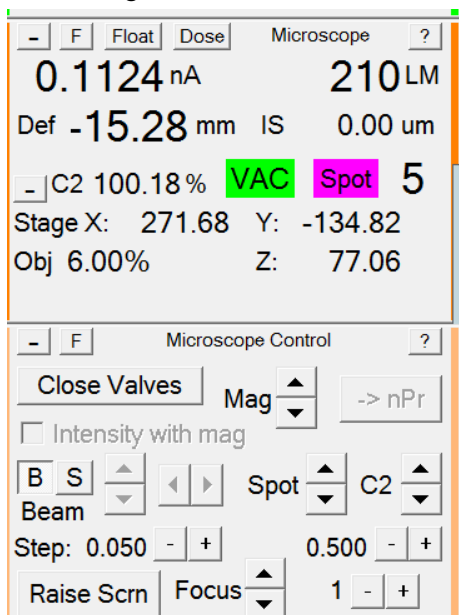 - F Float Dose Microscope ?
0.1124 nA 210 LM
Def -15.28 mm IS 0.00 um
- C2 100.18 % VAC Spot 5
Stage X: 271.68 Y: -134.82
Obj 6.00% Z: 77.06
- F Microscope Control ?
Close Valves Mag -> nPr
Intensity with mag
B S Spot C2
Beam
Step: 0.050 - + 0.500 - +
Raise Scrn Focus 1 - +